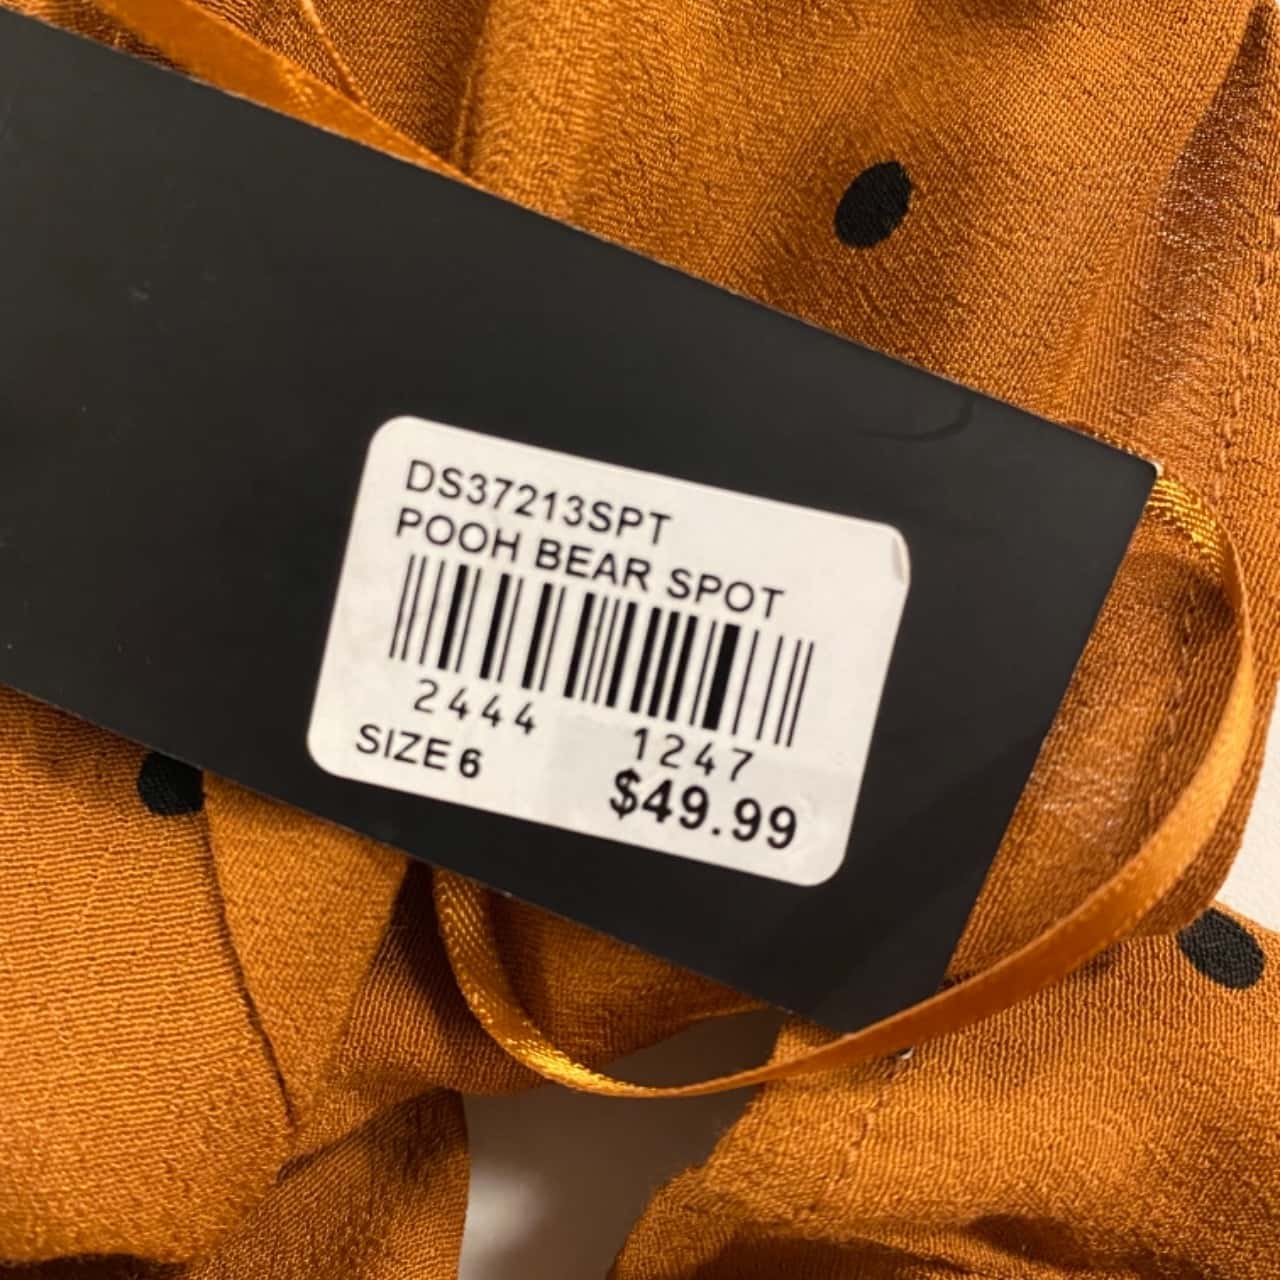 DS37213SPT
POOH BEAR SPOT
2444 1247
SIZE 6 $49.99